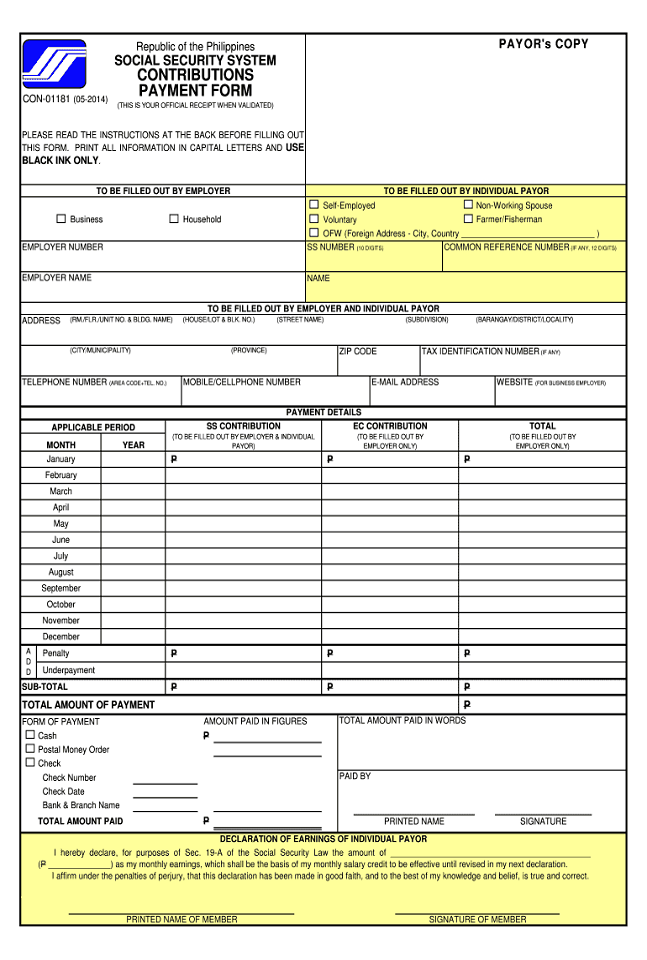 Republic of the Philippines
SOCIAL SECURITY SYSTEM
CONTRIBUTIONS
PAYMENT FORM
(THIS IS YOUR OFFICIAL RECEIPT WHEN VALIDATED)
CON-01181 (05-2014)
PAYOR's COPY
PLEASE READ THE INSTRUCTIONS AT THE BACK BEFORE FILLING OUT
THIS FORM. PRINT ALL INFORMATION IN CAPITAL LETTERS AND USE
BLACK INK ONLY.
TO BE FILLED OUT BY EMPLOYER
Business Household
TO BE FILLED OUT BY INDIVIDUAL PAYOR
Self-Employed Non-Working Spouse
Voluntary Farmer/Fisherman
OFW (Foreign Address - City, Country ______________________________ )
EMPLOYER NUMBER SS NUMBER (10 DIGITS) COMMON REFERENCE NUMBER (IF ANY, 12 DIGITS)
EMPLOYER NAME NAME
TO BE FILLED OUT BY EMPLOYER AND INDIVIDUAL PAYOR
ADDRESS (RM./FLR./UNIT NO. & BLDG. NAME) (HOUSE/LOT & BLK. NO.) (STREET NAME) (SUBDIVISION) (BARANGAY/DISTRICT/LOCALITY)
(CITY/MUNICIPALITY) (PROVINCE) ZIP CODE TAX IDENTIFICATION NUMBER (IF ANY)
TELEPHONE NUMBER (AREA CODE+TEL. NO.) MOBILE/CELLPHONE NUMBER E-MAIL ADDRESS WEBSITE (FOR BUSINESS EMPLOYER)
PAYMENT DETAILS
APPLICABLE PERIOD SS CONTRIBUTION EC CONTRIBUTION TOTAL
(TO BE FILLED OUT BY EMPLOYER & INDIVIDUAL (TO BE FILLED OUT BY (TO BE FILLED OUT BY
MONTH YEAR PAYOR) EMPLOYER ONLY) EMPLOYER ONLY)
January ₱ ₱ ₱
February
March
April
May
June
July
August
September
October
November
December
ADD
Penalty ₱ ₱ ₱
Underpayment
SUB-TOTAL ₱ ₱ ₱
TOTAL AMOUNT OF PAYMENT ₱
FORM OF PAYMENT AMOUNT PAID IN FIGURES TOTAL AMOUNT PAID IN WORDS
Cash ₱
Postal Money Order
Check
Check Number PAID BY
Check Date
Bank & Branch Name
TOTAL AMOUNT PAID ₱ PRINTED NAME SIGNATURE
DECLARATION OF EARNINGS OF INDIVIDUAL PAYOR
I hereby declare, for purposes of Sec. 19-A of the Social Security Law the amount of ____________________________________________
(₱ ______________) as my monthly earnings, which shall be the basis of my monthly salary credit to be effective until revised in my next declaration.
I affirm under the penalties of perjury, that this declaration has been made in good faith, and to the best of my knowledge and belief, is true and correct.
PRINTED NAME OF MEMBER SIGNATURE OF MEMBER